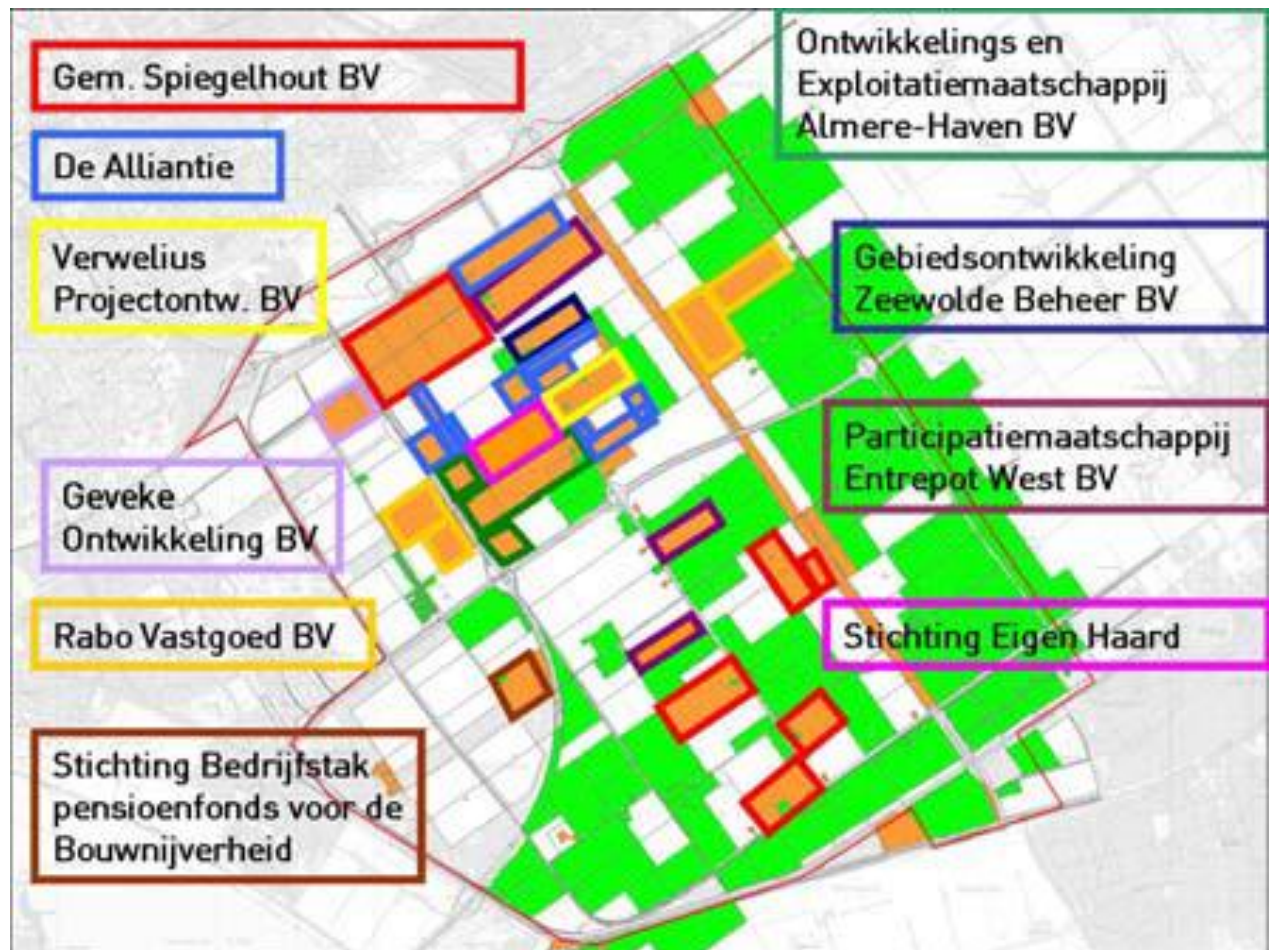 Gem. Spiegelhout BV
De Alliantie
Verwelius
Projectontw. BV
Geveke
Ontwikkeling BV
Rabo Vastgoed BV
Stichting Bedrijfstak
pensioenfonds voor de
Bouwnijverheid
Ontwikkelings en
Exploitatiemaatschappij
Almere-Haven BV
Gebiedsontwikkeling
Zeewolde Beheer BV
Participatiemaatschappij
Entrepot West BV
Stichting Eigen Haard